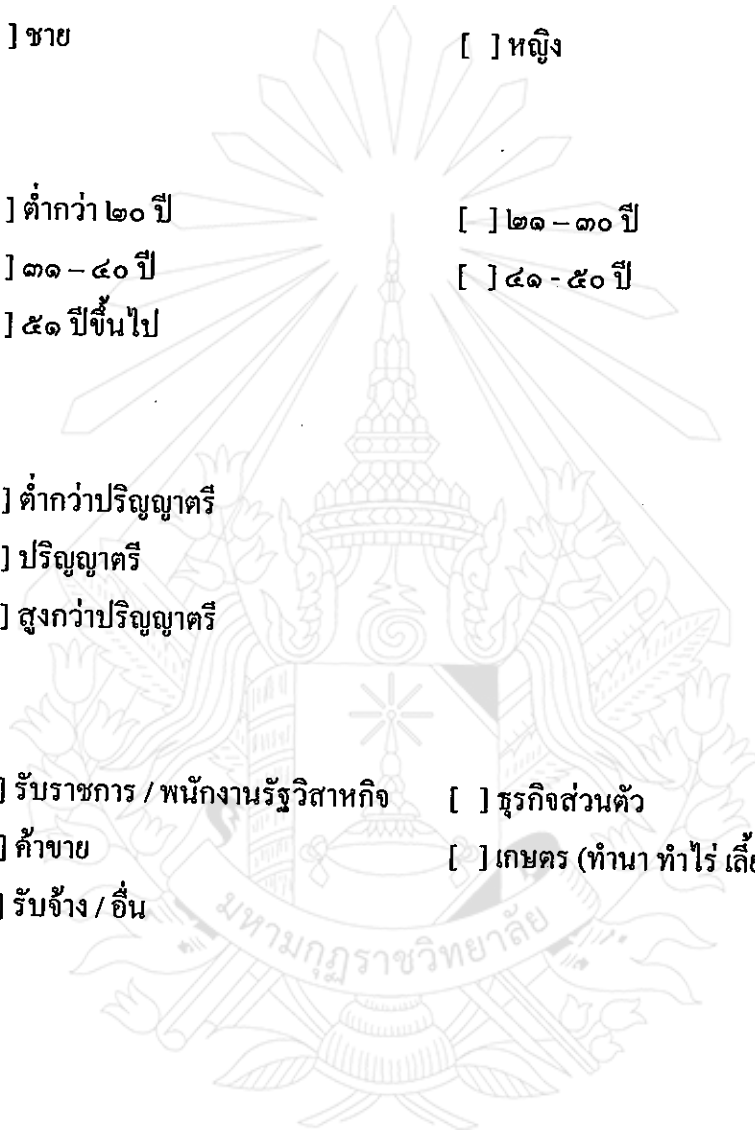 ] ชาย [ ] หญิง
] ต่ำกว่า ๒๐ ปี [ ] ๒๑ – ๓๐ ปี
] ๓๑ – ๔๐ ปี [ ] ๔๑ - ๕๐ ปี
] ๕๑ ปีขึ้นไป
] ต่ำกว่าปริญญาตรี
] ปริญญาตรี
] สูงกว่าปริญญาตรี
] รับราชการ / พนักงานรัฐวิสาหกิจ [ ] ธุรกิจส่วนตัว
] ค้าขาย [ ] เกษตร (ทำนา ทำไร่
] รับจ้าง / อื่น
มหามกุฏราชวิทยาลัย